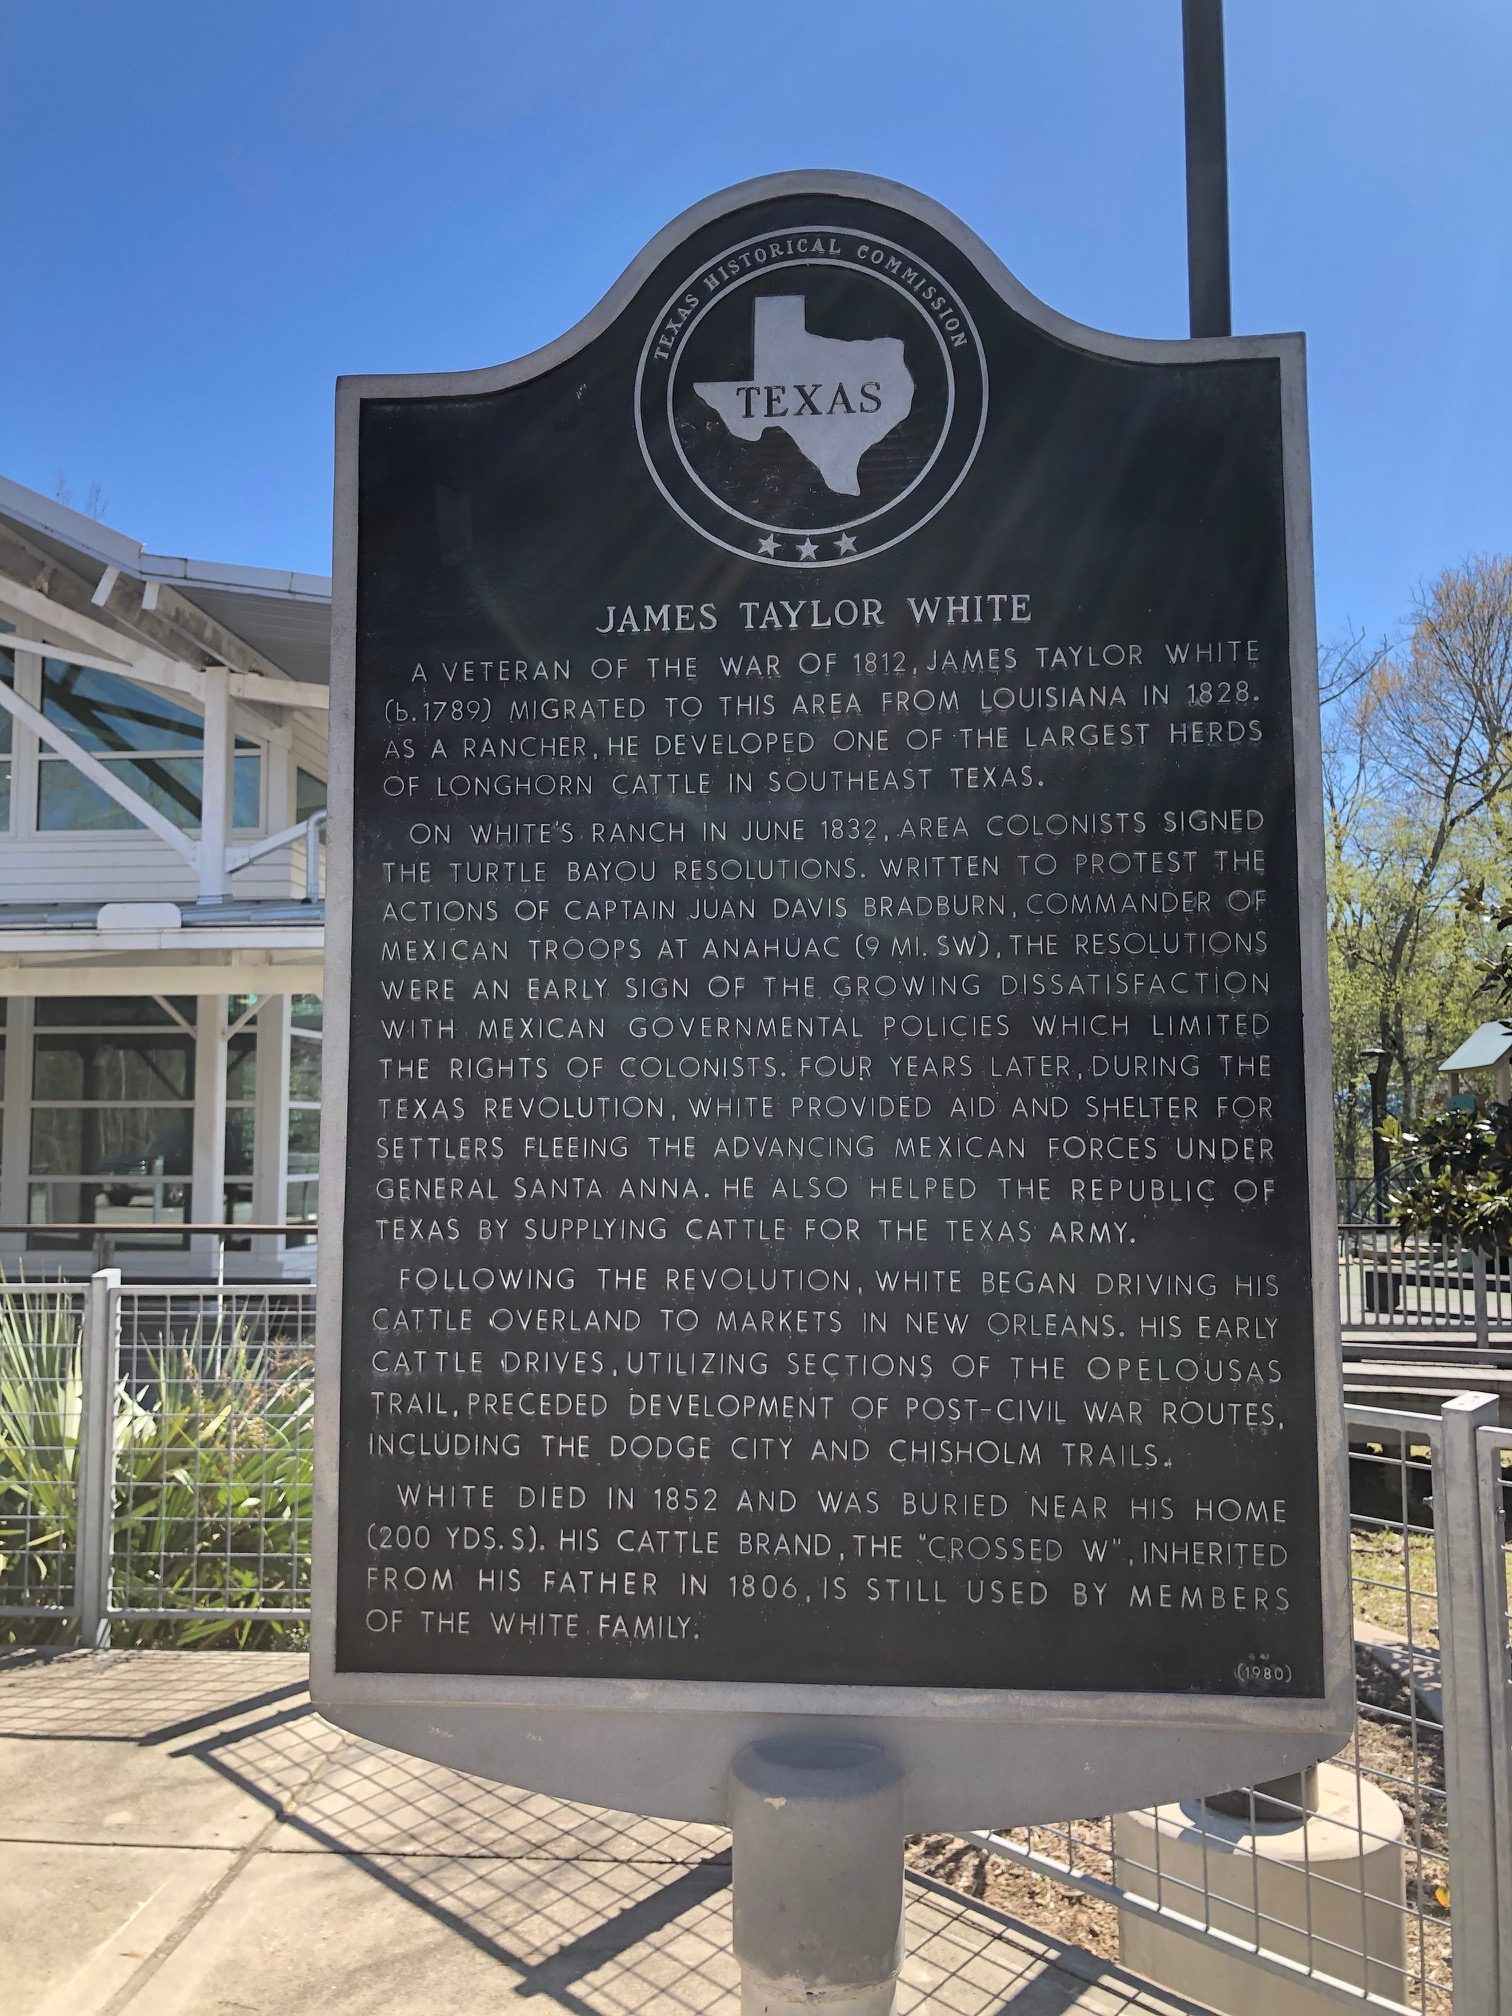 TEXAS HISTORICAL COMMISSION
TEXAS
JAMES TAYLOR WHITE
A VETERAN OF THE WAR OF 1812, JAMES TAYLOR WHITE
(b.1789) MIGRATED TO THIS AREA FROM LOUISIANA IN 1828.
AS A RANCHER, HE DEVELOPED ONE OF THE LARGEST HERDS
OF LONGHORN CATTLE IN SOUTHEAST TEXAS.
ON WHITE'S RANCH IN JUNE 1832, AREA COLONISTS SIGNED
THE TURTLE BAYOU RESOLUTIONS. WRITTEN TO PROTEST THE
ACTIONS OF CAPTAIN JUAN DAVIS BRADBURN, COMMANDER OF
MEXICAN TROOPS AT ANAHUAC (9 MI. SW), THE RESOLUTIONS
WERE AN EARLY SIGN OF THE GROWING DISSATISFACTION
WITH MEXICAN GOVERNMENTAL POLICIES WHICH LIMITED
THE RIGHTS OF COLONISTS. FOUR YEARS LATER, DURING THE
TEXAS REVOLUTION, WHITE PROVIDED AID AND SHELTER FOR
SETTLERS FLEEING THE ADVANCING MEXICAN FORCES UNDER
GENERAL SANTA ANNA. HE ALSO HELPED THE REPUBLIC OF
TEXAS BY SUPPLYING CATTLE FOR THE TEXAS ARMY.
FOLLOWING THE REVOLUTION, WHITE BEGAN DRIVING HIS
CATTLE OVERLAND TO MARKETS IN NEW ORLEANS. HIS EARLY
CATTLE DRIVES, UTILIZING SECTIONS OF THE OPELOUSAS
TRAIL, PRECEDED DEVELOPMENT OF POST-CIVIL WAR ROUTES,
INCLUDING THE DODGE CITY AND CHISHOLM TRAILS.
WHITE DIED IN 1852 AND WAS BURIED NEAR HIS HOME
(200 YDS. S). HIS CATTLE BRAND, THE "CROSSED W", INHERITED
FROM HIS FATHER IN 1806, IS STILL USED BY MEMBERS
OF THE WHITE FAMILY.
(1980)